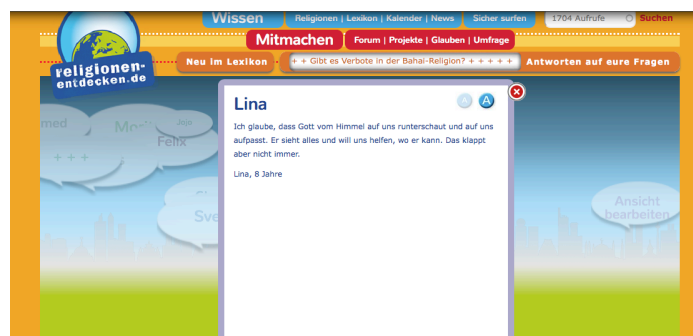 Wissen
Religionen | Lexikon | Kalender | News
Sicher surfen
1704 Aufrufe
Suchen
Mitmachen
Forum | Projekte | Glauben | Umfrage
religionen-
entdecken.de
Neu im Lexikon
+ + Gibt es Verbote in der Bahai-Religion? + + + + +
Antworten auf eure Fragen
Lina
A A
Ich glaube, dass Gott vom Himmel auf uns runterschaut und auf uns
aufpasst. Er sieht alles und will uns helfen, wo er kann. Das klappt
aber nicht immer.
Lina, 8 Jahre
med
Jojo
Felix
+ + +
Sve
Ansicht
bearbeiten